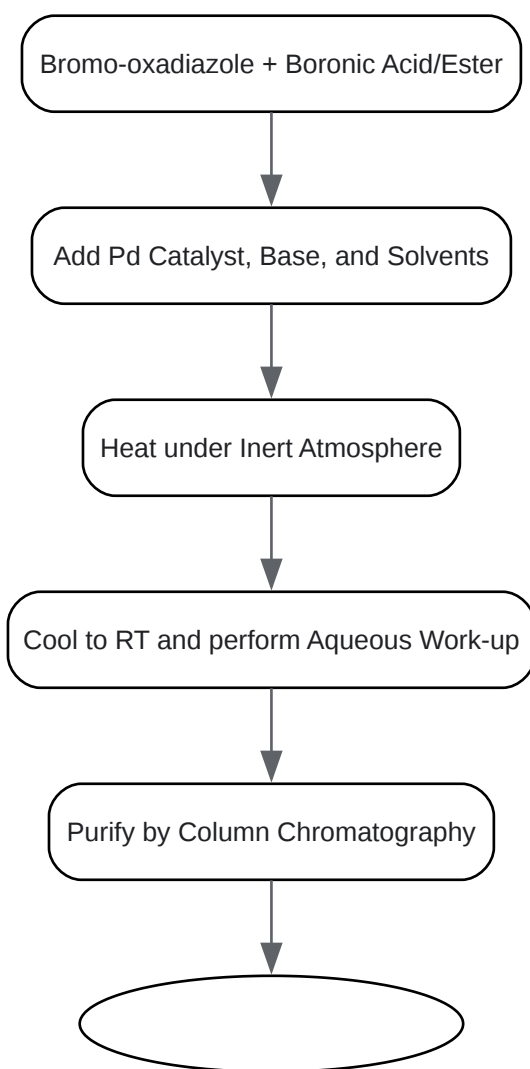 Bromo-oxadiazole + Boronic Acid/Ester
Add Pd Catalyst, Base, and Solvents
Heat under Inert Atmosphere
Cool to RT and perform Aqueous Work-up
Purify by Column Chromatography